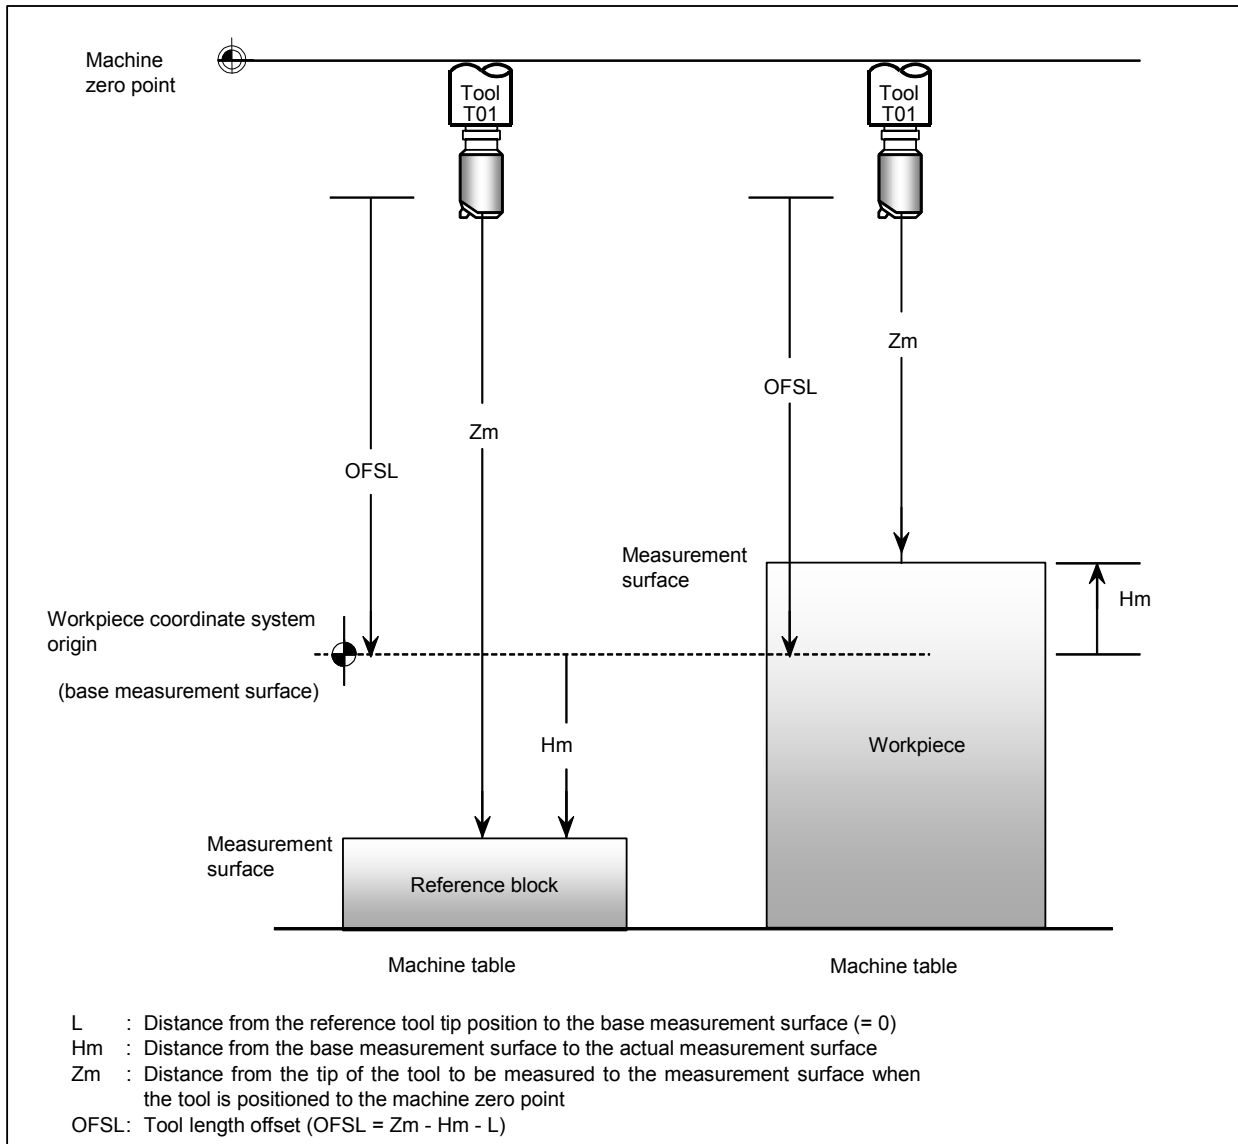 Machine
zero point
Tool
T01
Tool
T01
Zm
OFSL
Zm
OFSL
Measurement
surface
Hm
Workpiece coordinate system
origin
(base measurement surface)
Hm
Workpiece
Measurement
surface
Reference block
Machine table
Machine table
L : Distance from the reference tool tip position to the base measurement surface (= 0)
Hm : Distance from the base measurement surface to the actual measurement surface
Zm : Distance from the tip of the tool to be measured to the measurement surface when
the tool is positioned to the machine zero point
OFSL: Tool length offset (OFSL = Zm - Hm - L)